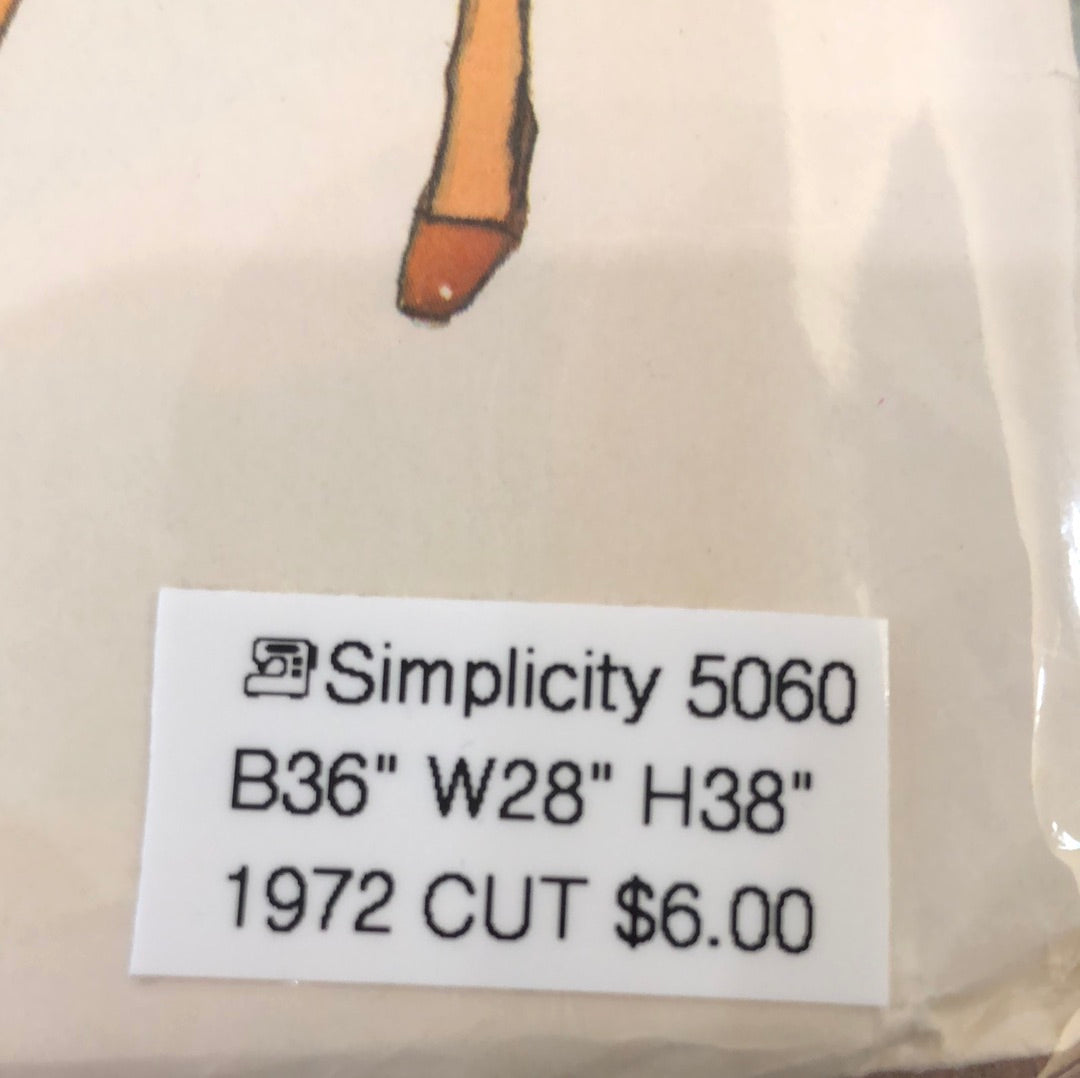 Simplicity 5060
B36" W28" H38"
1972 CUT $6.00